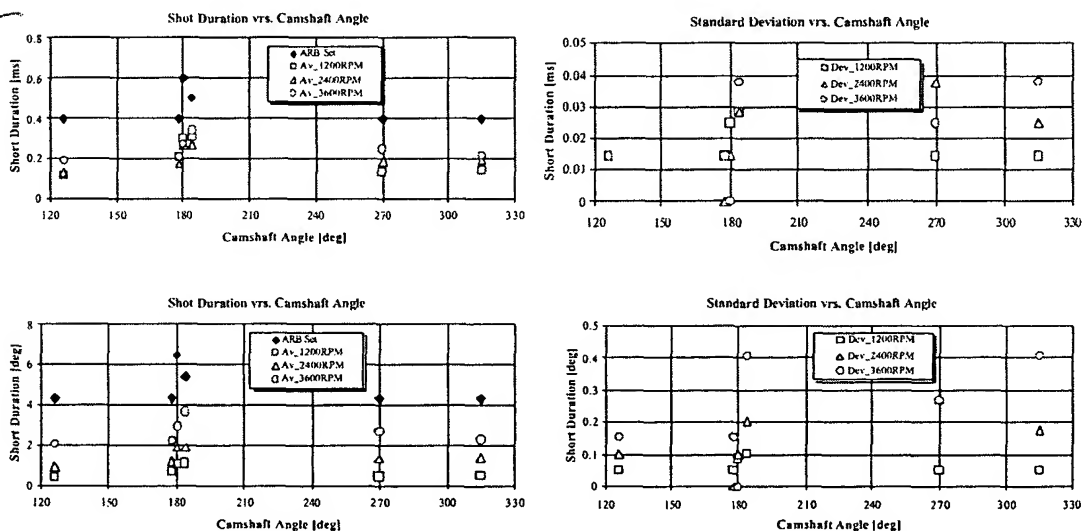 Shot Duration vrs. Camshaft Angle
Short Duration [ms]
0.8
0.6
0.4
0.2
0
◆ ARB Set
□ Av_1200RPM
△ Av_2400RPM
○ Av_3600RPM
120 150 180 210 240 270 300 330
Camshaft Angle [deg]
Standard Deviation vrs. Camshaft Angle
Short Duration [ms]
0.05
0.04
0.03
0.02
0.01
0
□ Dev_1200RPM
△ Dev_2400RPM
○ Dev_3600RPM
120 150 180 210 240 270 300 330
Camshaft Angle [deg]
Shot Duration vrs. Camshaft Angle
Short Duration [deg]
8
6
4
2
0
◆ ARB Set
○ Av_1200RPM
△ Av_2400RPM
□ Av_3600RPM
120 150 180 210 240 270 300 330
Camshaft Angle [deg]
Standard Deviation vrs. Camshaft Angle
Short Duration [deg]
0.5
0.4
0.3
0.2
0.1
0
□ Dev_1200RPM
△ Dev_2400RPM
○ Dev_3600RPM
120 150 180 210 240 270 300 330
Camshaft Angle [deg]